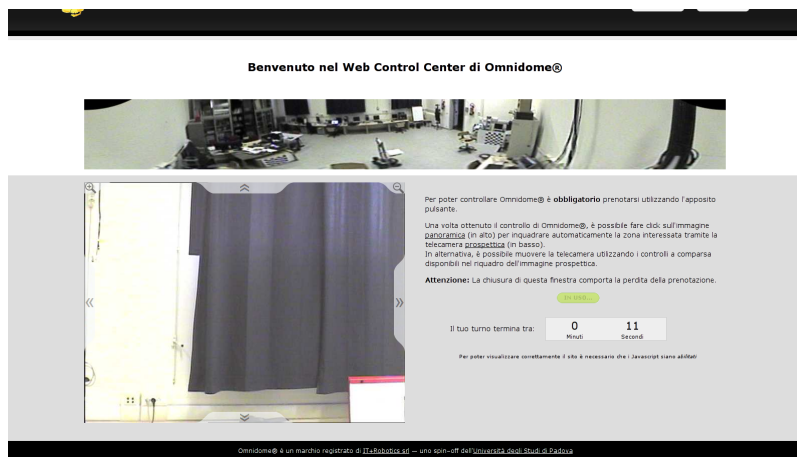 Benvenuto nel Web Control Center di Omnidome®
Per poter controllare Omnidome® è obbligatorio prenotarsi utilizzando l'apposito
pulsante.
Una volta ottenuto il controllo di Omnidome®, è possibile fare click sull'immagine
panoramica (in alto) per inquadrare automaticamente la zona interessata tramite la
telecamera prospettica (in basso).
In alternativa, è possibile muovere la telecamera utilizzando i controlli a comparsa
disponibili nel riquadro dell'immagine prospettica.
Attenzione: La chiusura di questa finestra comporta la perdita della prenotazione.
IN USO...
Il tuo turno termina tra:
0 11
Minuti Secondi
Per poter visualizzare correttamente il sito è necessario che i Javascript siano abilitati
Omnidome® è un marchio registrato di IT+Robotics srl — uno spin-off dell'Università degli Studi di Padova